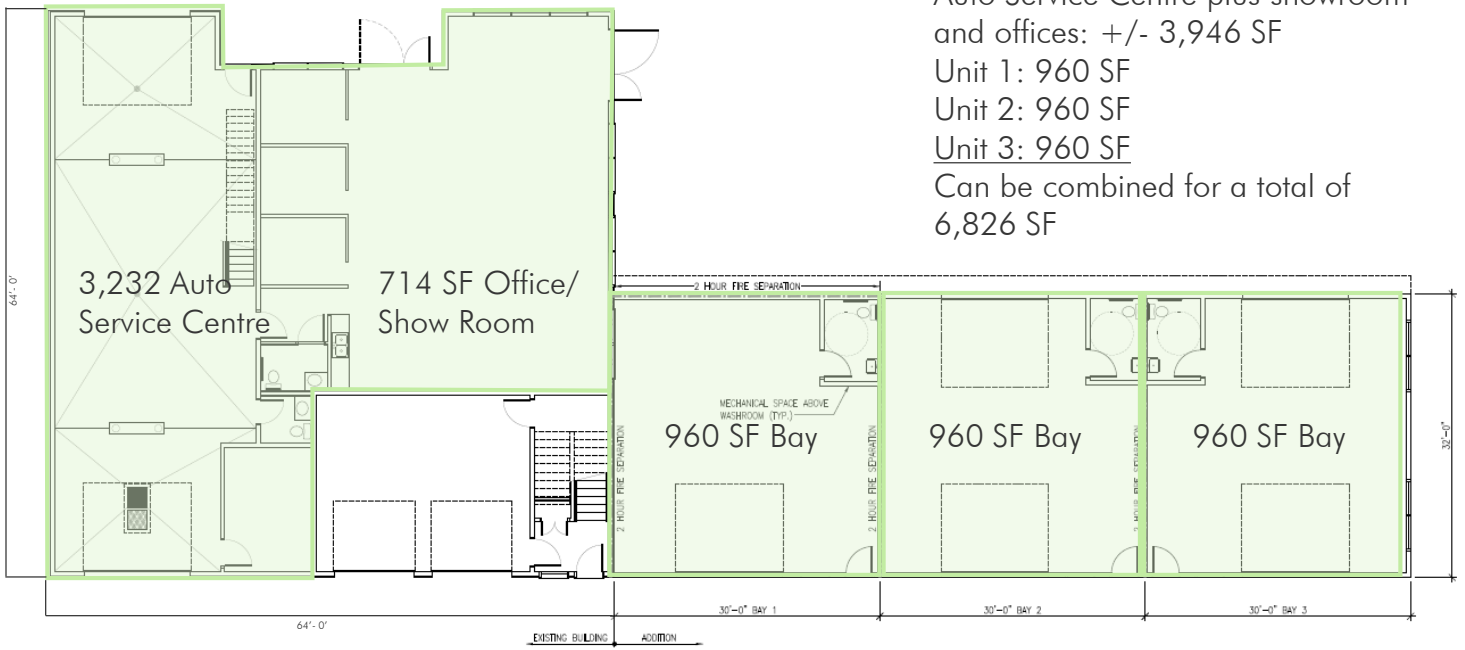 Auto Service Centre plus showroom
and offices: +/- 3,946 SF
Unit 1: 960 SF
Unit 2: 960 SF
Unit 3: 960 SF
Can be combined for a total of
6,826 SF
3,232 Auto
Service Centre
714 SF Office/
Show Room
64'- 0'
2 HOUR FIRE SEPARATION
MECHANICAL SPACE ABOVE
WASHROOM (TYP.)
960 SF Bay
960 SF Bay
960 SF Bay
2 HOUR FIRE SEPARATION
2 HOUR FIRE SEPARATION
2 HOUR FIRE SEPARATION
32'-0"
30'-0" BAY 1
30'-0" BAY 2
30'-0" BAY 3
64'- 0'
EXISTING BUILDING
ADDITION